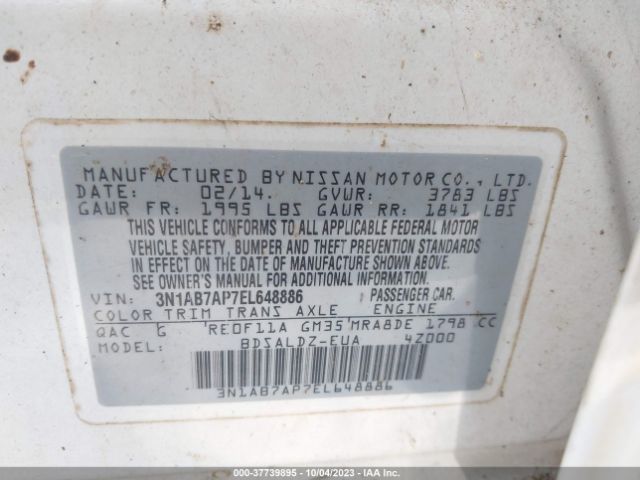 MANUFACTURED BY NISSAN MOTOR CO., LTD.
DATE: 02/14. GVWR: 3783 LBS
GAWR FR: 1995 LBS GAWR RR: 1841 LBS
THIS VEHICLE CONFORMS TO ALL APPLICABLE FEDERAL MOTOR
VEHICLE SAFETY, BUMPER AND THEFT PREVENTION STANDARDS
IN EFFECT ON THE DATE OF MANUFACTURE SHOWN ABOVE.
SEE OWNER'S MANUAL FOR ADDITIONAL INFORMATION.
VIN: 3N1AB7AP7EL648886 PASSENGER CAR.
COLOR TRIM TRANS AXLE ENGINE
QAC G RE0F11A GM35 MRA8DE 1798 CC
MODEL: BDSALDZ-EUA 4Z000
3N1AB7AP7EL648886
000-37739895 - 10/04/2023 - IAA Inc.